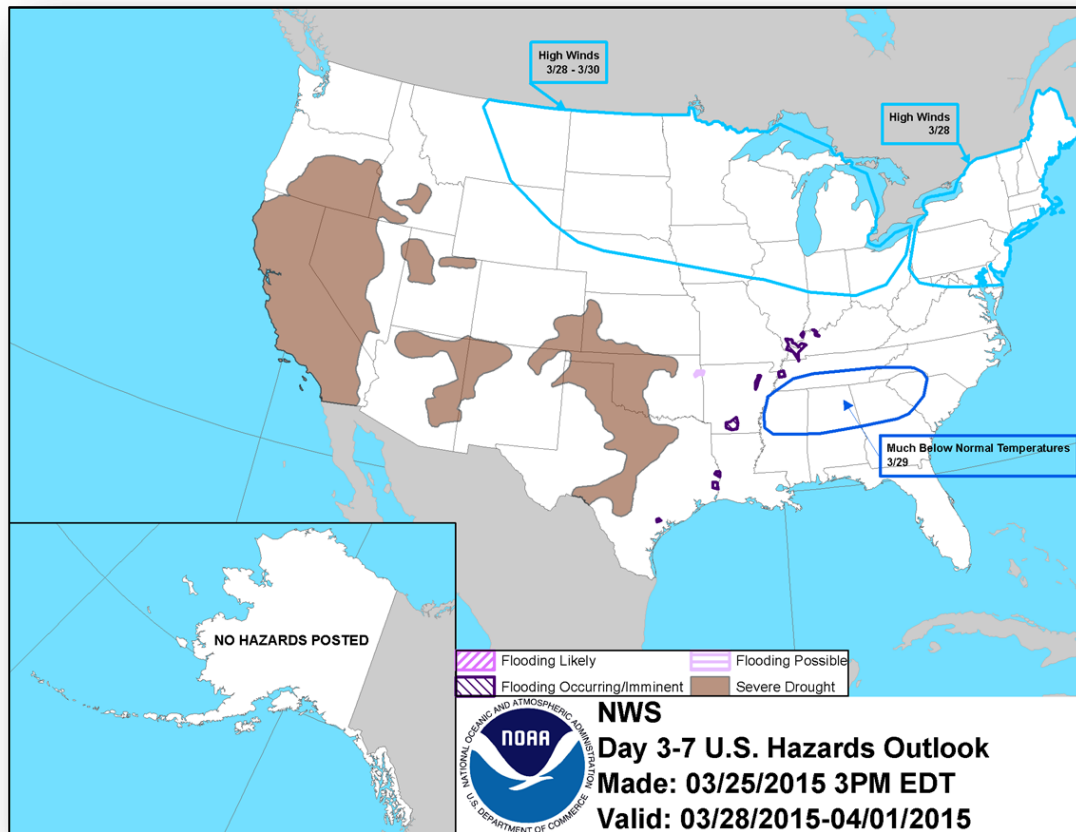 High Winds
3/28 - 3/30
High Winds
3/28
Much Below Normal Temperatures
3/29
NO HAZARDS POSTED
Flooding Likely
Flooding Possible
Flooding Occurring/Imminent
Severe Drought
NATIONAL OCEANIC AND ATMOSPHERIC ADMINISTRATION
NOAA
U.S. DEPARTMENT OF COMMERCE
NWS
Day 3-7 U.S. Hazards Outlook
Made: 03/25/2015 3PM EDT
Valid: 03/28/2015-04/01/2015